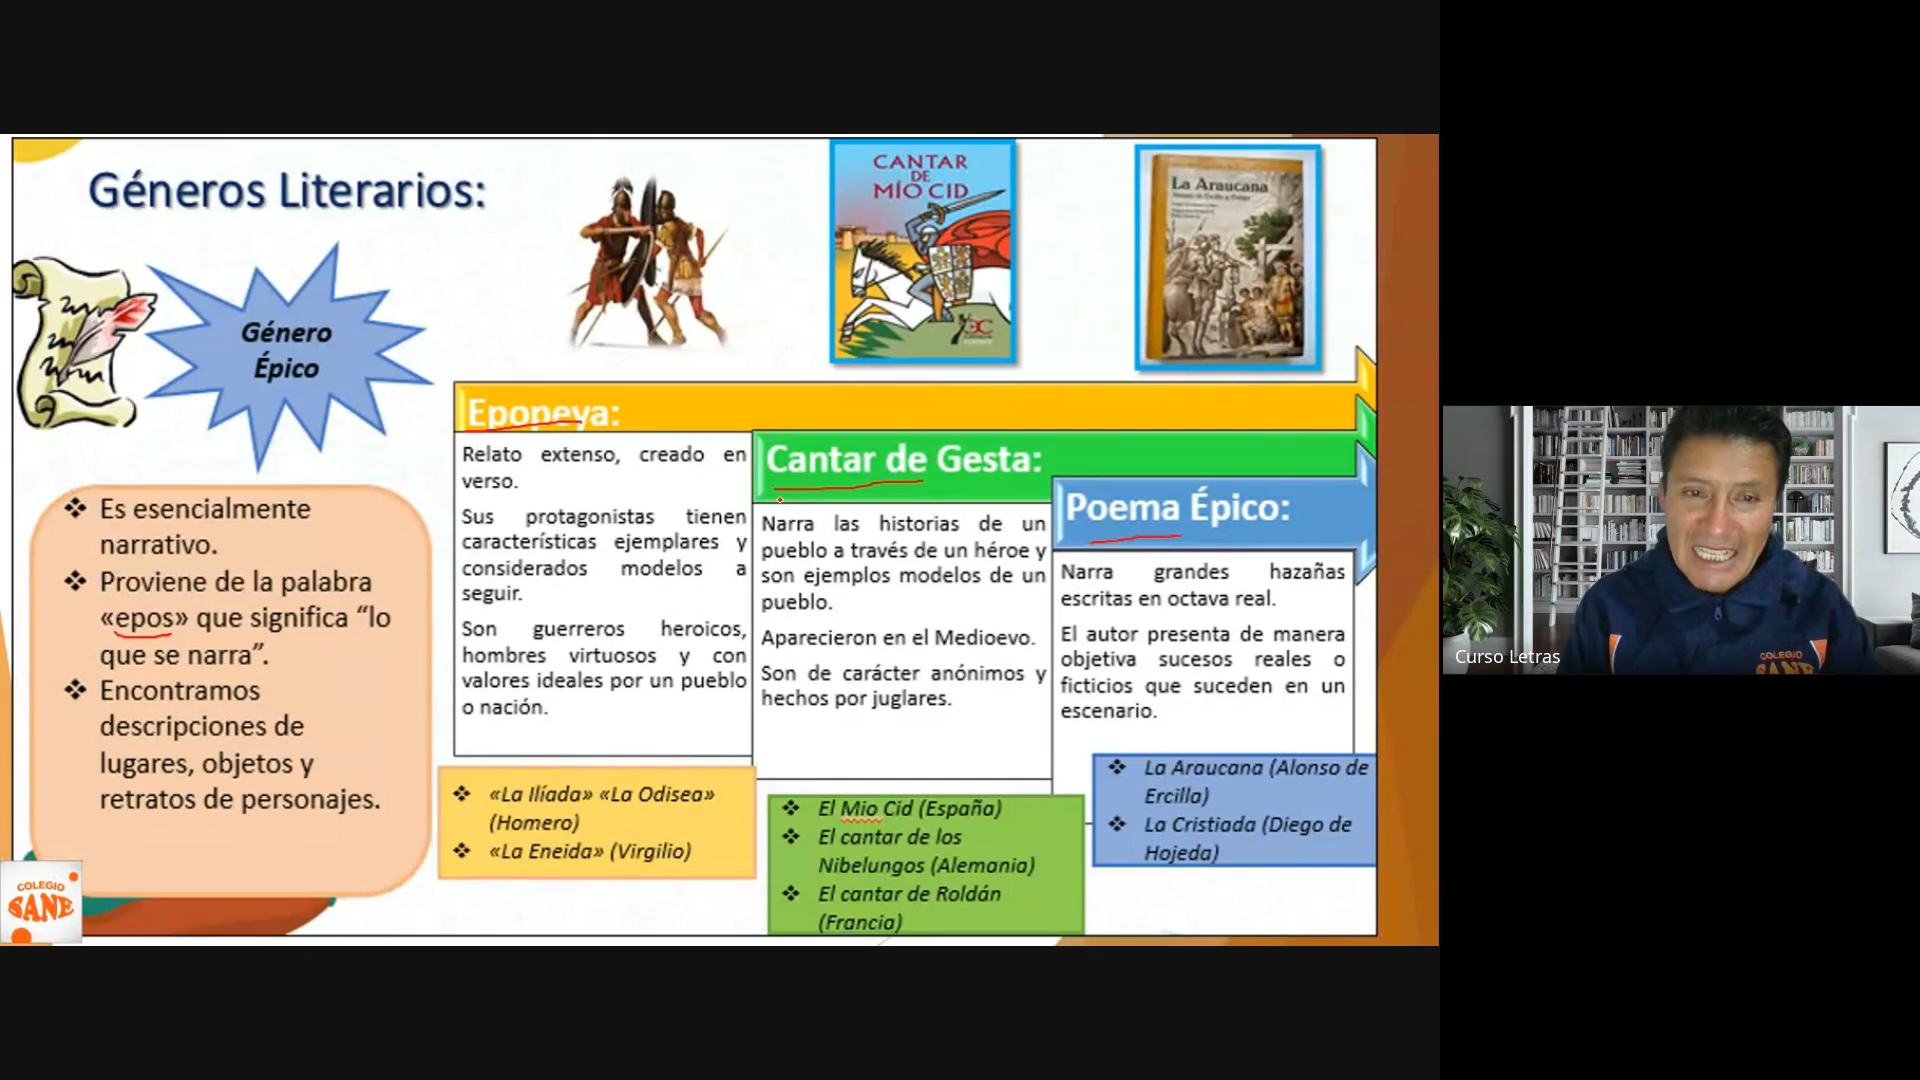 Géneros Literarios:
CANTAR
DE
MÍO CID
La Araucana
Género
Épico
Epopeya:
Relato extenso, creado en
verso.
Sus protagonistas tienen
características ejemplares y
considerados modelos a
seguir.
Son guerreros heroicos,
hombres virtuosos y con
valores ideales por un pueblo
o nación.
Cantar de Gesta:
Narra las historias de un
pueblo a través de un héroe y
son ejemplos modelos de un
pueblo.
Aparecieron en el Medioevo.
Son de carácter anónimos y
hechos por juglares.
Poema Épico:
Narra grandes hazañas
escritas en octava real.
El autor presenta de manera
objetiva sucesos reales o
ficticios que suceden en un
escenario.
❖ Es esencialmente
narrativo.
❖ Proviene de la palabra
«epos» que significa “lo
que se narra”.
❖ Encontramos
descripciones de
lugares, objetos y
retratos de personajes.
❖ «La Ilíada» «La Odisea»
(Homero)
❖ «La Eneida» (Virgilio)
❖ El Mio Cid (España)
❖ El cantar de los
Nibelungos (Alemania)
❖ El cantar de Roldán
(Francia)
❖ La Araucana (Alonso de
Ercilla)
❖ La Cristiada (Diego de
Hojeda)
COLEGIO
SANE
Curso Letras
COLEGIO
SANE